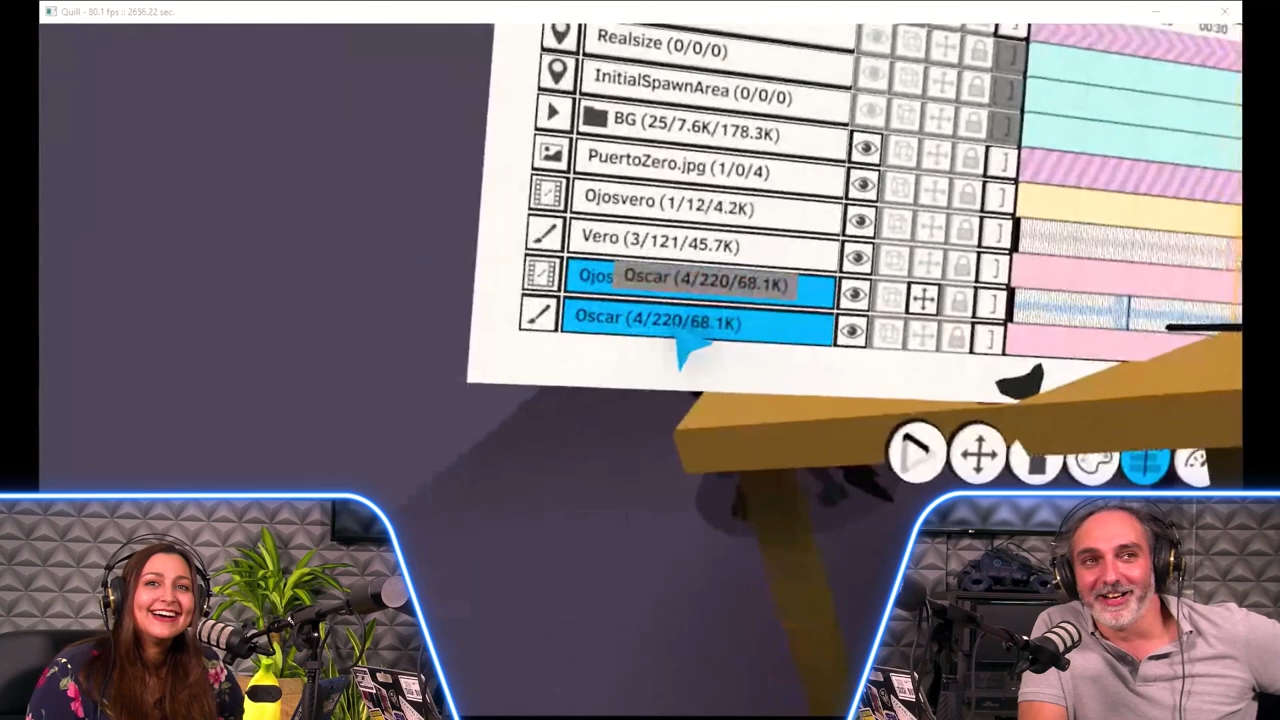 Quill - 80.1 fps :: 2656.22 sec.
00:30
Realsize (0/0/0)
InitialSpawnArea (0/0/0)
BG (25/7.6K/178.3K)
PuertoZero.jpg (1/0/4)
Ojosvero (1/12/4.2K)
Vero (3/121/45.7K)
Ojos
Oscar (4/220/68.1K)
Oscar (4/220/68.1K)